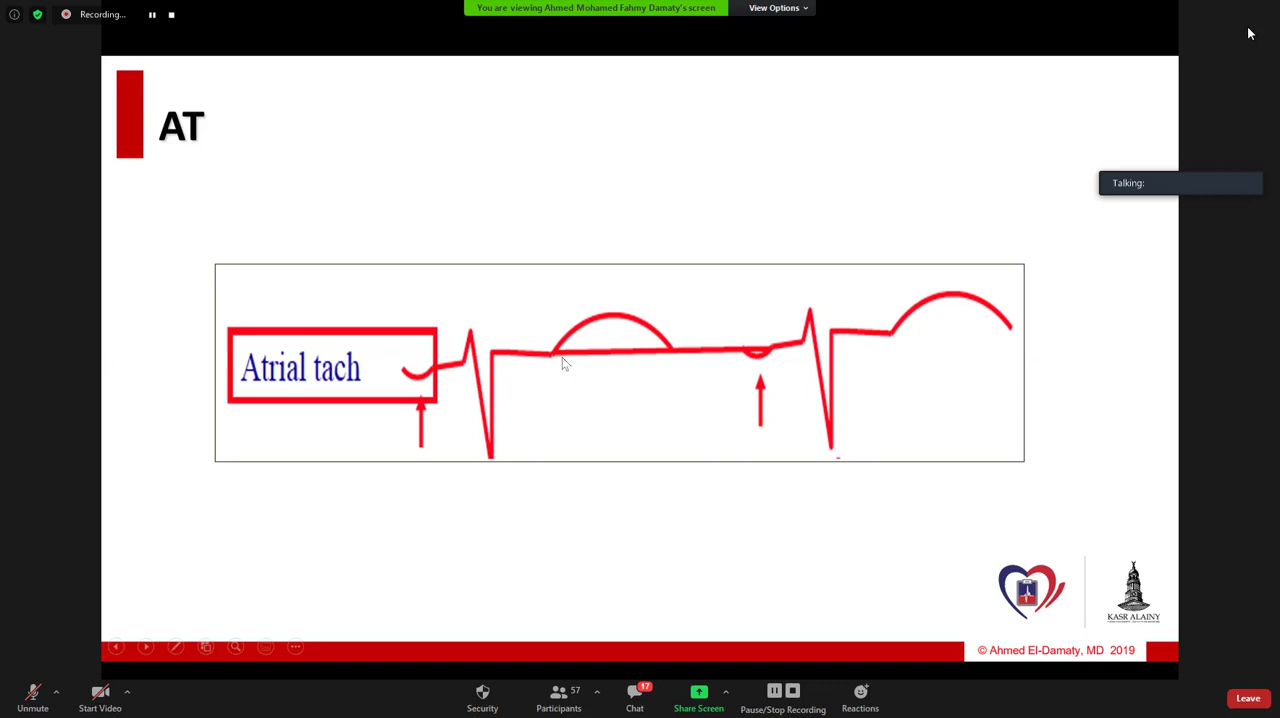 Recording...
You are viewing Ahmed Mohamed Fahmy Damaty's screen
View Options
AT
Talking:
Atrial tach
KASR ALAINY
© Ahmed El-Damaty, MD 2019
Unmute
Start Video
Security
57
Participants
17
Chat
Share Screen
Pause/Stop Recording
Reactions
Leave